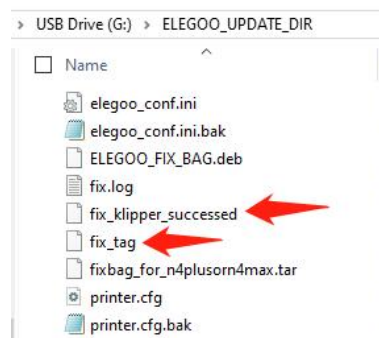 USB Drive (G:) > ELEGOO_UPDATE_DIR
Name
elegoo_conf.ini
elegoo_conf.ini.bak
ELEGOO_FIX_BAG.deb
fix.log
fix_klipper_successed
fix_tag
fixbag_for_n4plusorn4max.tar
printer.cfg
printer.cfg.bak